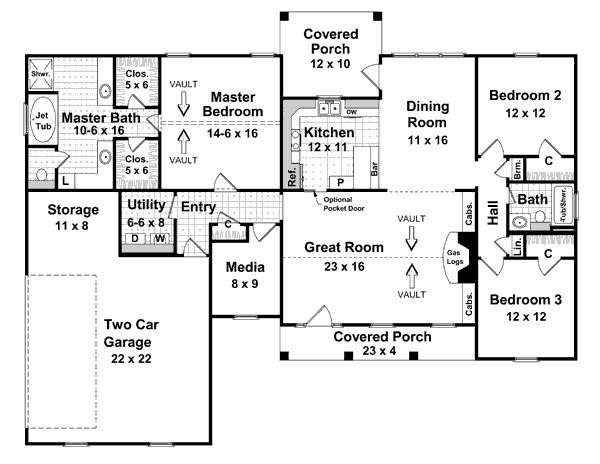 Covered
Porch
12 x 10
Shwr.
Clos.
5 x 6
VAULT
Master
Bedroom
14-6 x 16
DW
Kitchen
12 x 11
Dining
Room
11 x 16
Bedroom 2
12 x 12
Jet
Tub
Master Bath
10-6 x 16
VAULT
Clos.
5 x 6
L
Ref.
P
Bar
Brm.
C
Storage
11 x 8
Utility
6-6 x 8
D
W
Entry
C
Optional
Pocket Door
VAULT
Cabs.
Hall
Bath
Tub/Shwr.
Great Room
23 x 16
Gas
Logs
Lin.
C
Media
8 x 9
VAULT
Cabs.
Bedroom 3
12 x 12
Two Car
Garage
22 x 22
Covered Porch
23 x 4